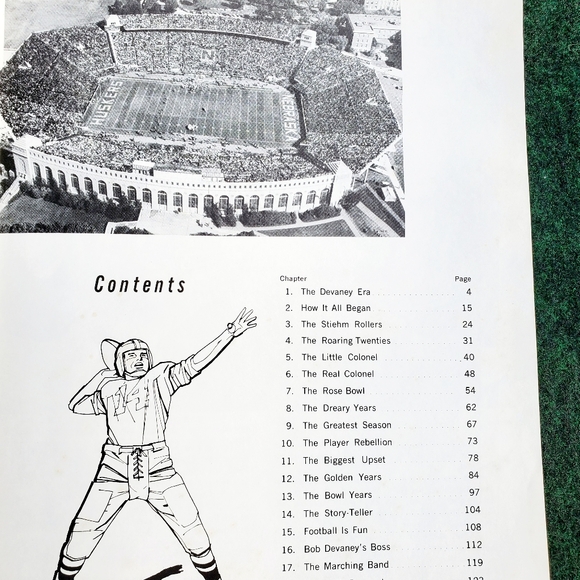 HUSKERS
N
NEBRASKA
Contents
Chapter Page
1. The Devaney Era 4
2. How It All Began 15
3. The Stiehm Rollers 24
4. The Roaring Twenties 31
5. The Little Colonel 40
6. The Real Colonel 48
7. The Rose Bowl 54
8. The Dreary Years 62
9. The Greatest Season 67
10. The Player Rebellion 73
11. The Biggest Upset 78
12. The Golden Years 84
13. The Bowl Years 97
14. The Story-Teller 104
15. Football Is Fun 108
16. Bob Devaney's Boss 112
17. The Marching Band 119